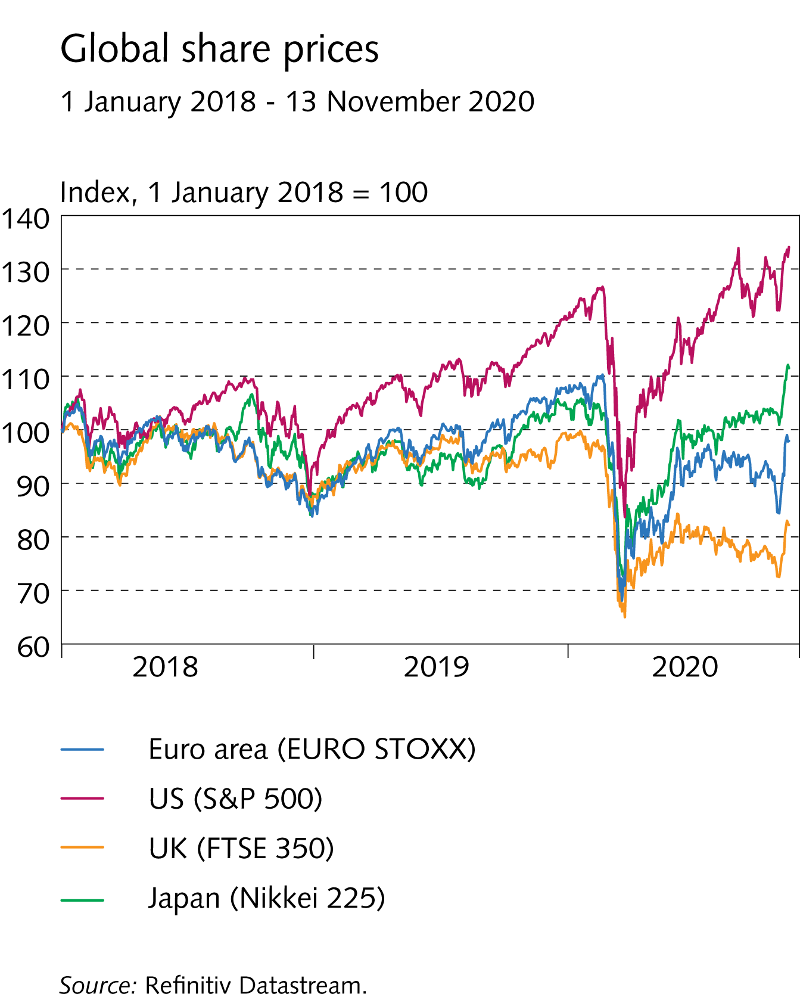 Global share prices
1 January 2018 - 13 November 2020
Index, 1 January 2018 = 100
140
130
120
110
100
90
80
70
60
2018 2019 2020
Euro area (EURO STOXX)
US (S&P 500)
UK (FTSE 350)
Japan (Nikkei 225)
Source: Refinitiv Datastream.